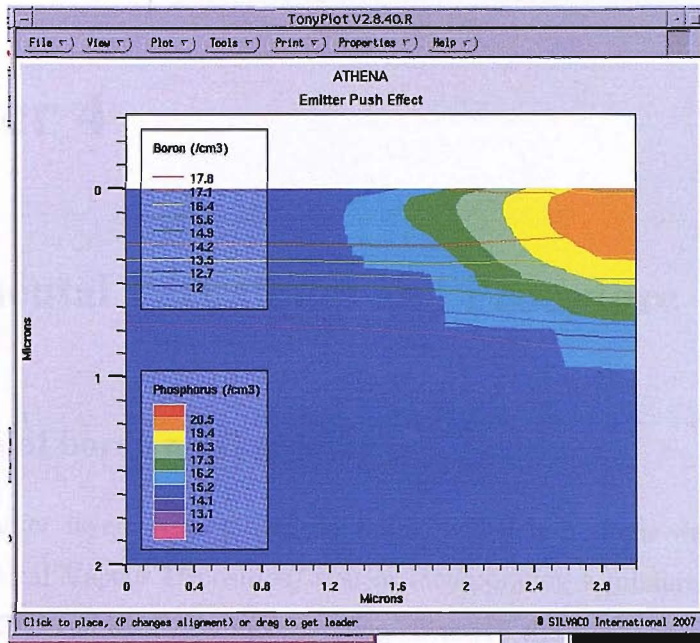 TonyPlot V2.8.40.R
File View Plot Tools Print Properties Help
ATHENA
Emitter Push Effect
Boron (/cm3)
17.8
17.1
16.4
15.6
14.9
14.2
13.5
12.7
12
Phosphorus (/cm3)
20.5
19.4
18.3
17.3
16.2
15.2
14.1
13.1
12
Microns
0
1
2
0 0.4 0.8 1.2 1.6 2 2.4 2.8
Microns
Click to place, (P changes alignment) or drag to get leader
© SILVACO International 2007